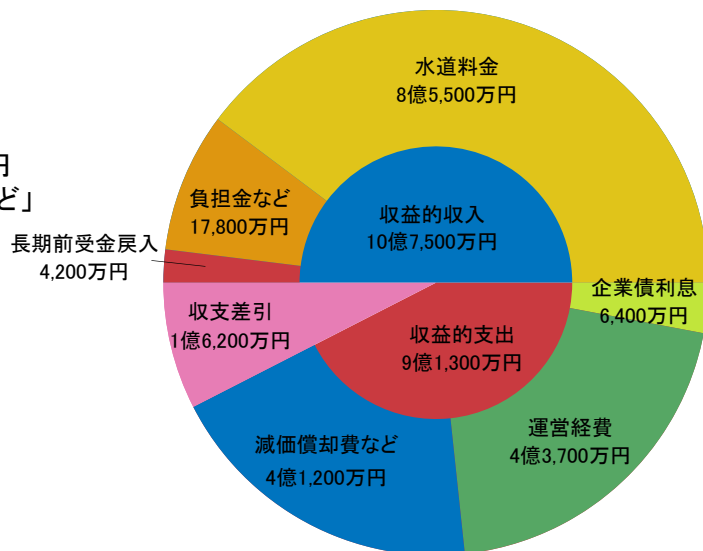 水道料金
8億5,500万円
円
ど」
負担金など
17,800万円
収益的収入
10億7,500万円
長期前受金戻入
4,200万円
企業債利息
6,400万円
収支差引
1億6,200万円
収益的支出
9億1,300万円
運営経費
4億3,700万円
減価償却費など
4億1,200万円